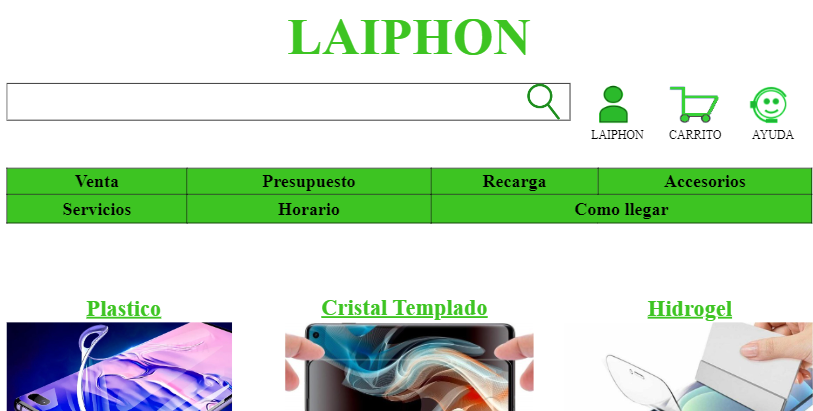 LAIPHON
LAIPHON CARRITO AYUDA
Venta Presupuesto Recarga Accesorios
Servicios Horario Como llegar
Plastico Cristal Templado Hidrogel